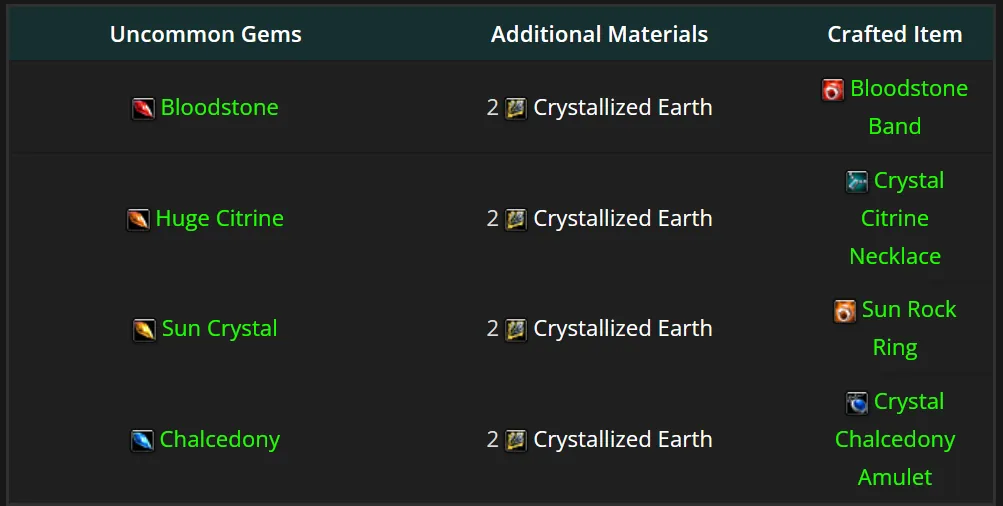 Uncommon Gems Additional Materials Crafted Item
Bloodstone 2 Crystallized Earth Bloodstone
Band
Huge Citrine 2 Crystallized Earth Crystal
Citrine
Necklace
Sun Crystal 2 Crystallized Earth Sun Rock
Ring
Chalcedony 2 Crystallized Earth Crystal
Chalcedony
Amulet